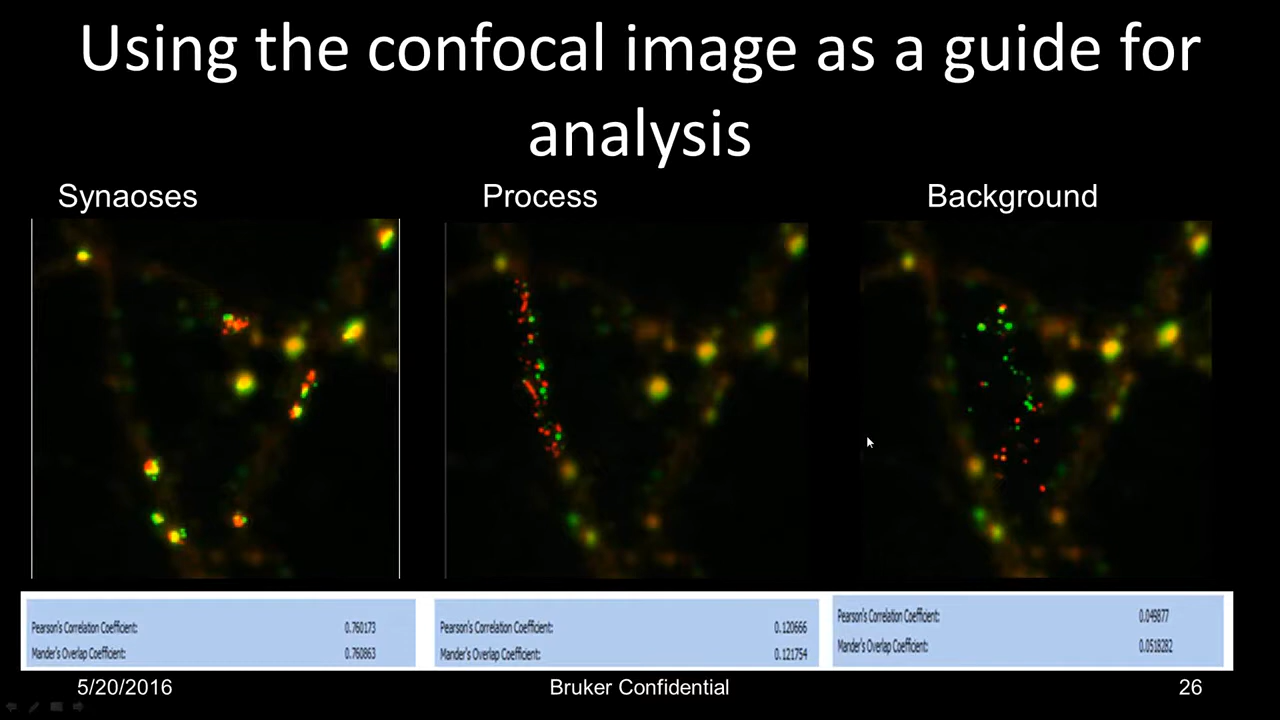 Using the confocal image as a guide for
analysis
Synaoses
Process
Background
Pearson's Correlation Coefficient: 0.760173
Mander's Overlap Coefficient: 0.760863
Pearson's Correlation Coefficient: 0.120666
Mander's Overlap Coefficient: 0.121754
Pearson's Correlation Coefficient: 0.049877
Mander's Overlap Coefficient: 0.0518282
5/20/2016
Bruker Confidential
26